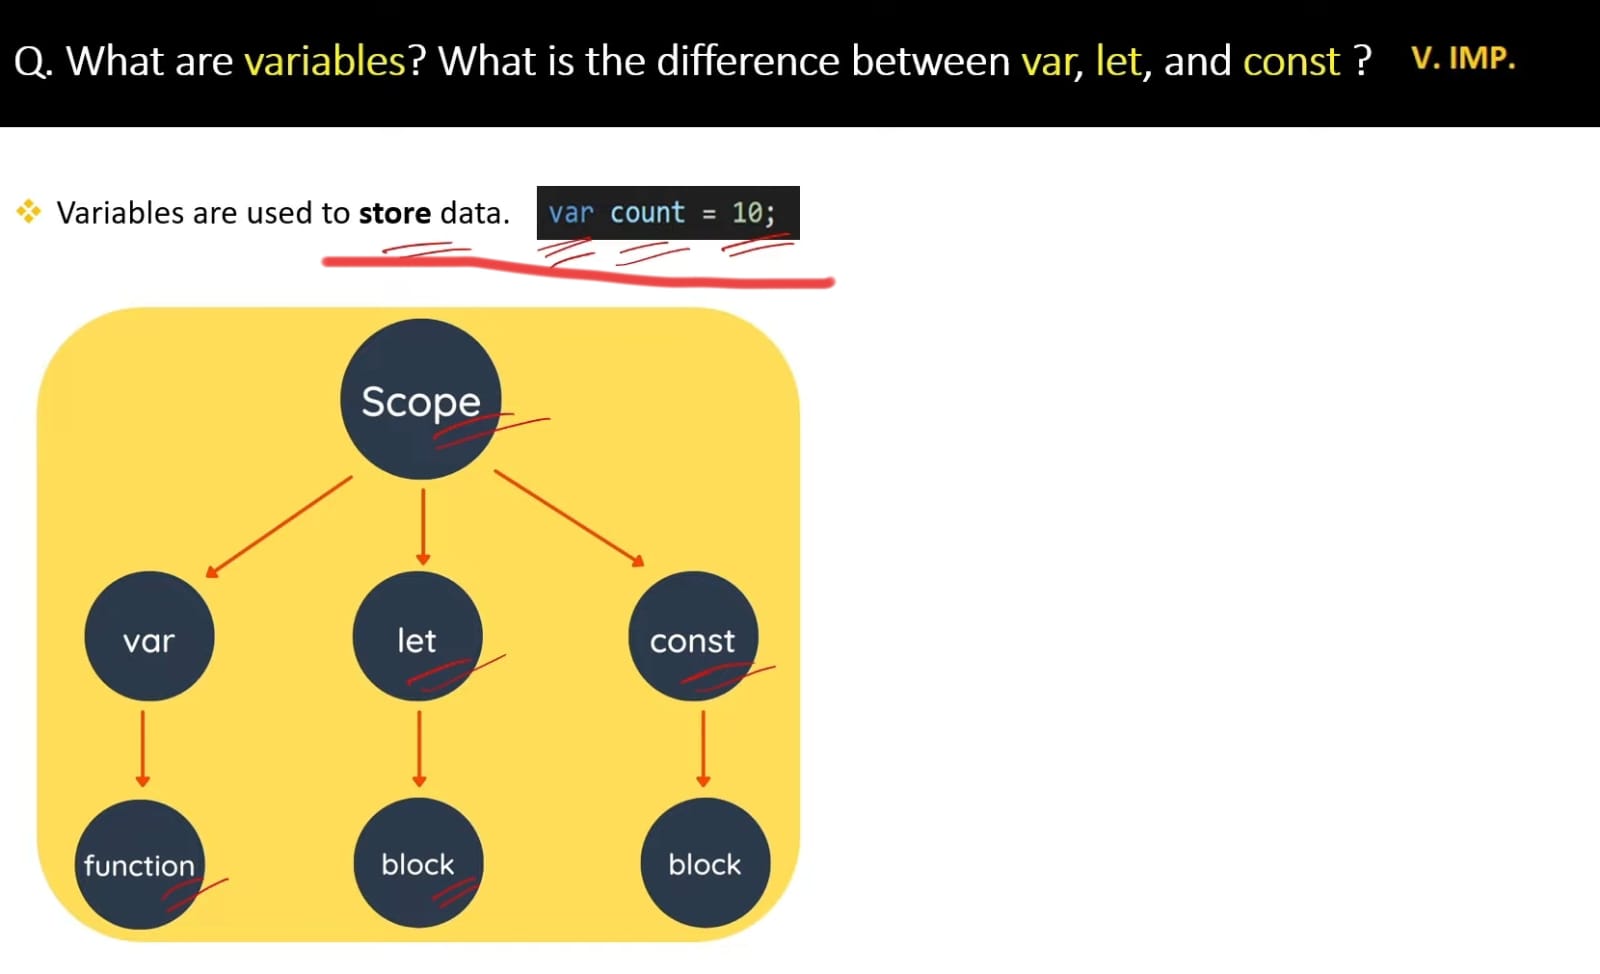 Q. What are variables? What is the difference between var, let, and const ? V. IMP.
Variables are used to store data. var count = 10;
Scope
var let const
function block block